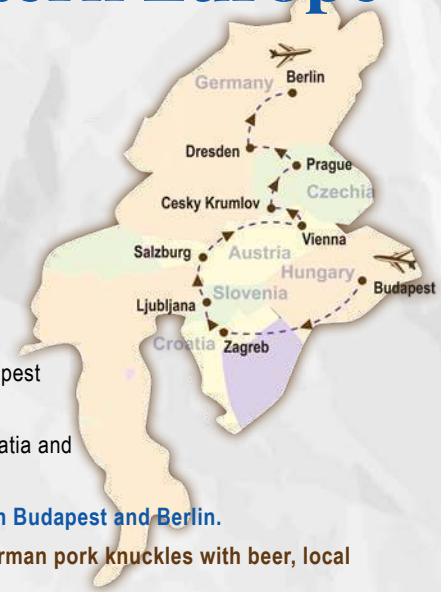 Europe
Germany
Berlin
Dresden
Prague
Czechia
Cesky Krumlov
Vienna
Salzburg
Austria
Hungary
Budapest
Slovenia
Ljubljana
Croatia
Zagreb
pest
atia and
n Budapest and Berlin.
rman pork knuckles with beer, local